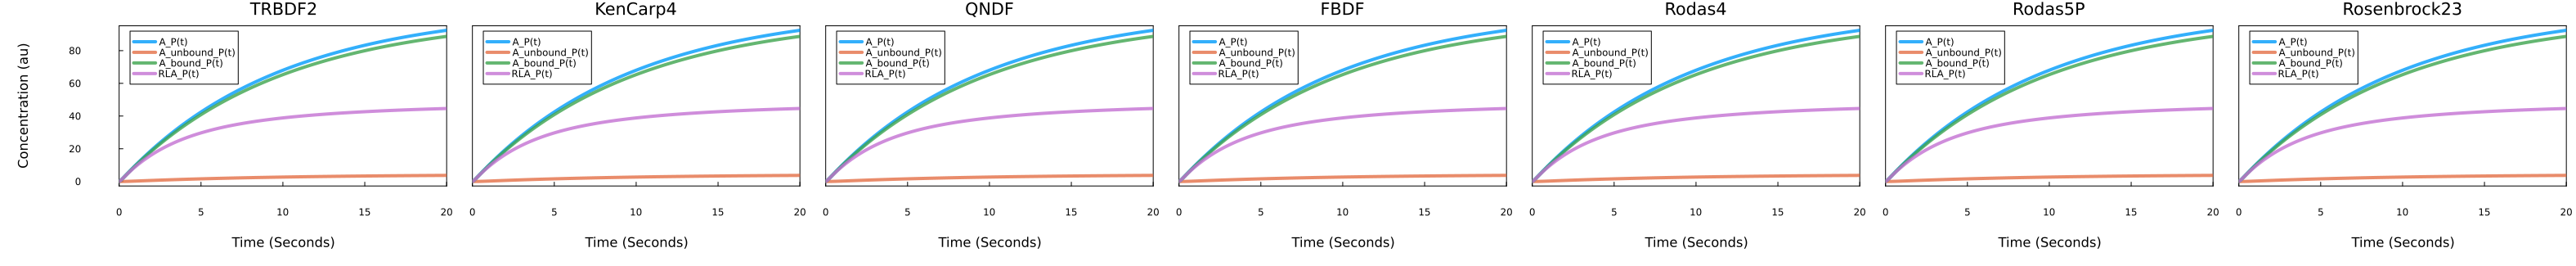 TRBDF2 KenCarp4 QNDF FBDF Rodas4 Rodas5P Rosenbrock23
Concentration (au)
80
60
40
20
0
A_P(t)
A_unbound_P(t)
A_bound_P(t)
RLA_P(t)
A_P(t)
A_unbound_P(t)
A_bound_P(t)
RLA_P(t)
A_P(t)
A_unbound_P(t)
A_bound_P(t)
RLA_P(t)
A_P(t)
A_unbound_P(t)
A_bound_P(t)
RLA_P(t)
A_P(t)
A_unbound_P(t)
A_bound_P(t)
RLA_P(t)
A_P(t)
A_unbound_P(t)
A_bound_P(t)
RLA_P(t)
A_P(t)
A_unbound_P(t)
A_bound_P(t)
RLA_P(t)
0 5 10 15 20 0 5 10 15 20 0 5 10 15 20 0 5 10 15 20 0 5 10 15 20 0 5 10 15 20 0 5 10 15 20
Time (Seconds) Time (Seconds) Time (Seconds) Time (Seconds) Time (Seconds) Time (Seconds) Time (Seconds)